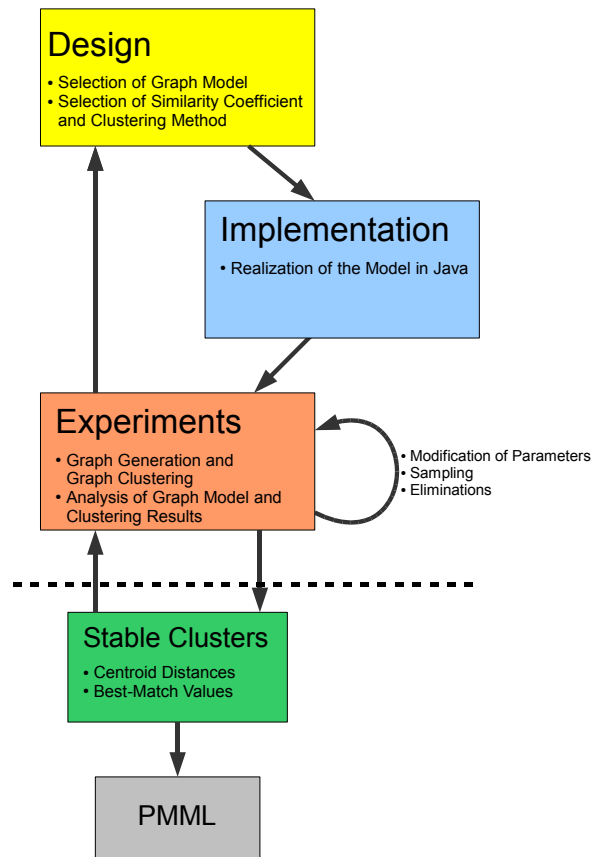 Design
• Selection of Graph Model
• Selection of Similarity Coefficient
and Clustering Method
Implementation
• Realization of the Model in Java
Experiments
• Graph Generation and
Graph Clustering
• Analysis of Graph Model and
Clustering Results
• Modification of Parameters
• Sampling
• Eliminations
Stable Clusters
• Centroid Distances
• Best-Match Values
PMML